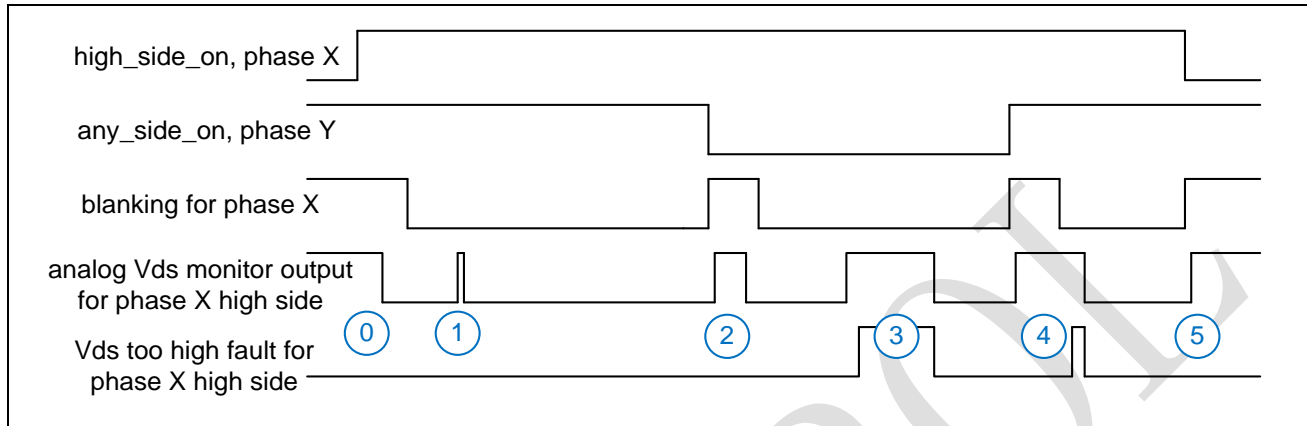 high_side_on, phase X
any_side_on, phase Y
blanking for phase X
analog Vds monitor output
for phase X high side
0
1
2
3
4
5
Vds too high fault for
phase X high side